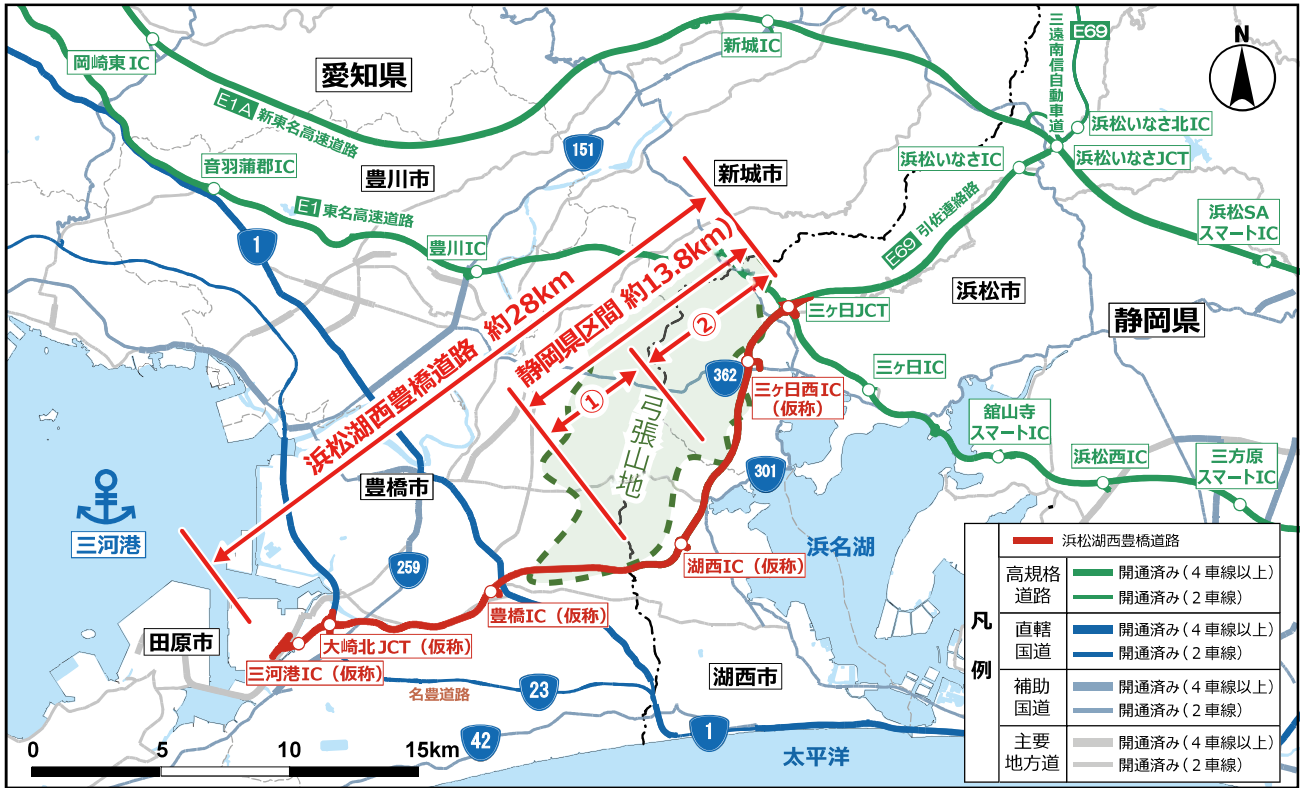 岡崎東IC
愛知県
新城IC
三遠南信自動車道
E69
N
E1A 新東名高速道路
浜松いなさ北IC
浜松いなさIC
浜松いなさJCT
151
音羽蒲郡IC
豊川市
新城市
E1 東名高速道路
E69 引佐連絡路
浜松SA
スマートIC
1
豊川IC
浜松湖西豊橋道路 約28km
静岡県区間 約13.8km)
浜松市
三ヶ日JCT
静岡県
②
①
362
三ヶ日IC
三ヶ日西IC
(仮称)
弓張山地
舘山寺
スマートIC
301
浜松西IC
三方原
スマートIC
豊橋市
三河港
259
浜名湖
湖西IC(仮称)
豊橋IC(仮称)
大崎北JCT(仮称)
田原市
三河港IC(仮称)
名豊道路
23
湖西市
42
1
太平洋
0 5 10 15km
凡例
浜松湖西豊橋道路
高規格
道路
開通済み(4車線以上)
開通済み(2車線)
直轄
国道
開通済み(4車線以上)
開通済み(2車線)
補助
国道
開通済み(4車線以上)
開通済み(2車線)
主要
地方道
開通済み(4車線以上)
開通済み(2車線)